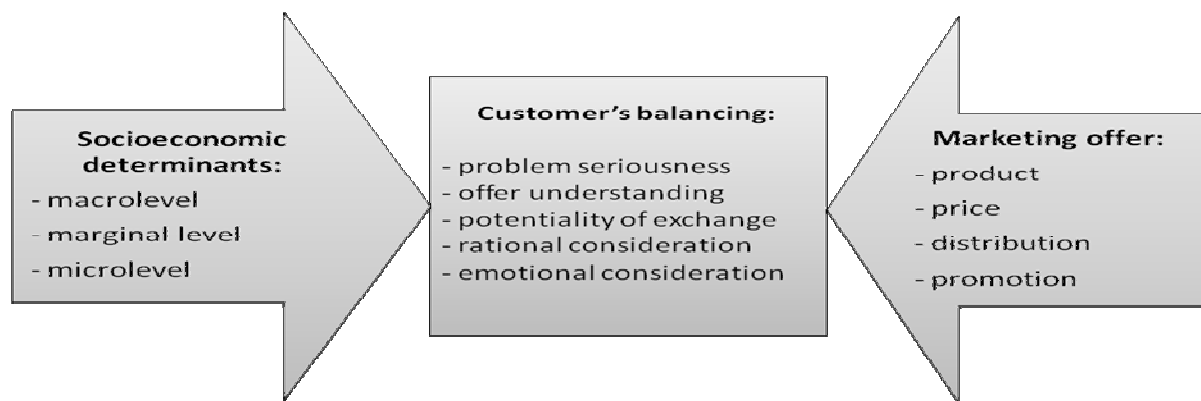 Socioeconomic
determinants:
- macrolevel
- marginal level
- microlevel
Customer’s balancing:
- problem seriousness
- offer understanding
- potentiality of exchange
- rational consideration
- emotional consideration
Marketing offer:
- product
- price
- distribution
- promotion